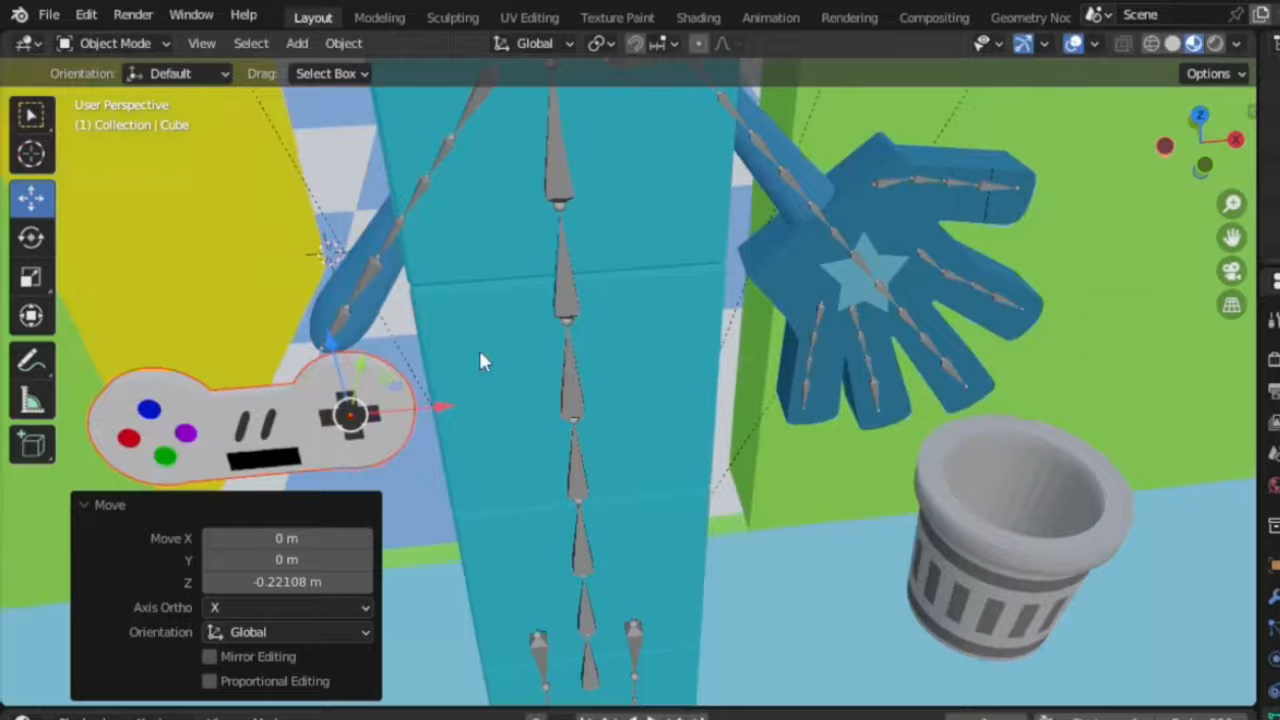 File Edit Render Window Help Layout Modeling Sculpting UV Editing Texture Paint Shading Animation Rendering Compositing Geometry Noc Scene
Object Mode View Select Add Object Global
Orientation: Default Drag: Select Box Options
User Perspective
(1) Collection | Cube
Z
X
Move
Move X 0 m
Y 0 m
Z -0.22108 m
Axis Ortho X
Orientation Global
Mirror Editing
Proportional Editing